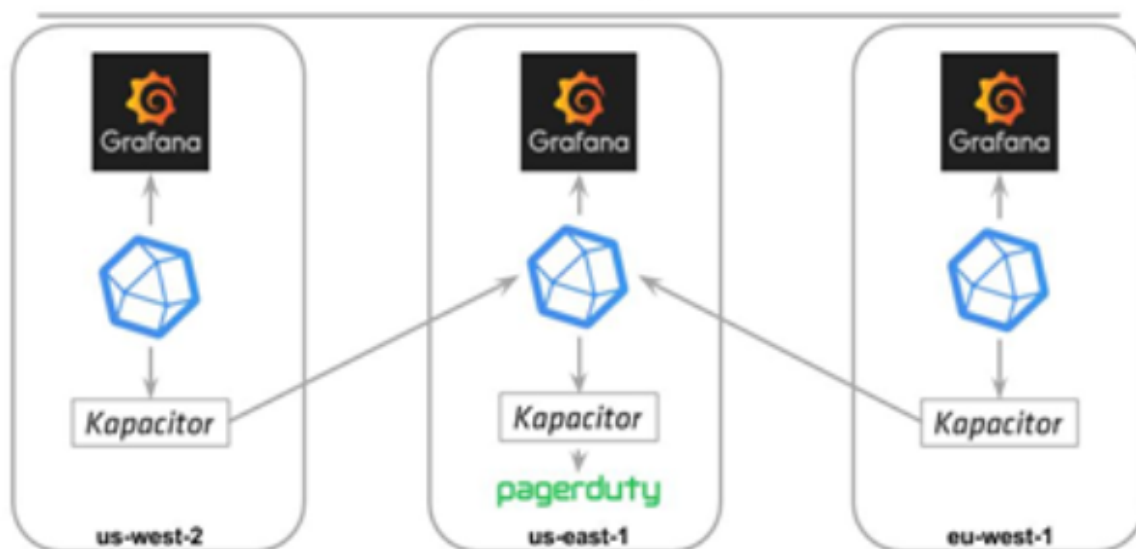 Grafana
Grafana
Grafana
Kapacitor
Kapacitor
Kapacitor
pagerduty
us-west-2
us-east-1
eu-west-1